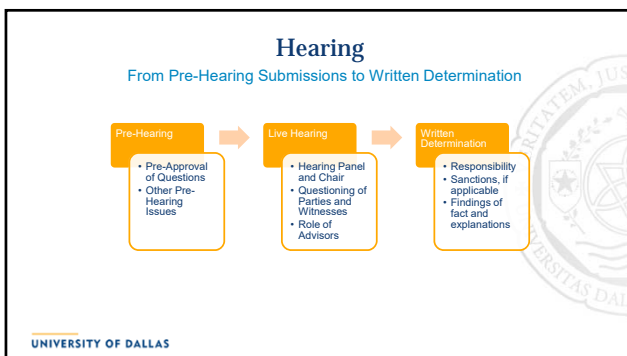 Hearing
From Pre-Hearing Submissions to Written Determination
Pre-Hearing
• Pre-Approval
of Questions
• Other Pre-
Hearing
Issues
Live Hearing
• Hearing Panel
and Chair
• Questioning of
Parties and
Witnesses
• Role of
Advisors
Written
Determination
• Responsibility
• Sanctions, if
applicable
• Findings of
fact and
explanations
UNIVERSITY OF DALLAS